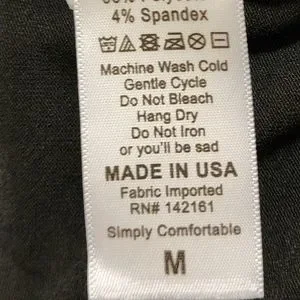 4% Spandex
Machine Wash Cold
Gentle Cycle
Do Not Bleach
Hang Dry
Do Not Iron
or you'll be sad
MADE IN USA
Fabric Imported
RN# 142161
Simply Comfortable
M